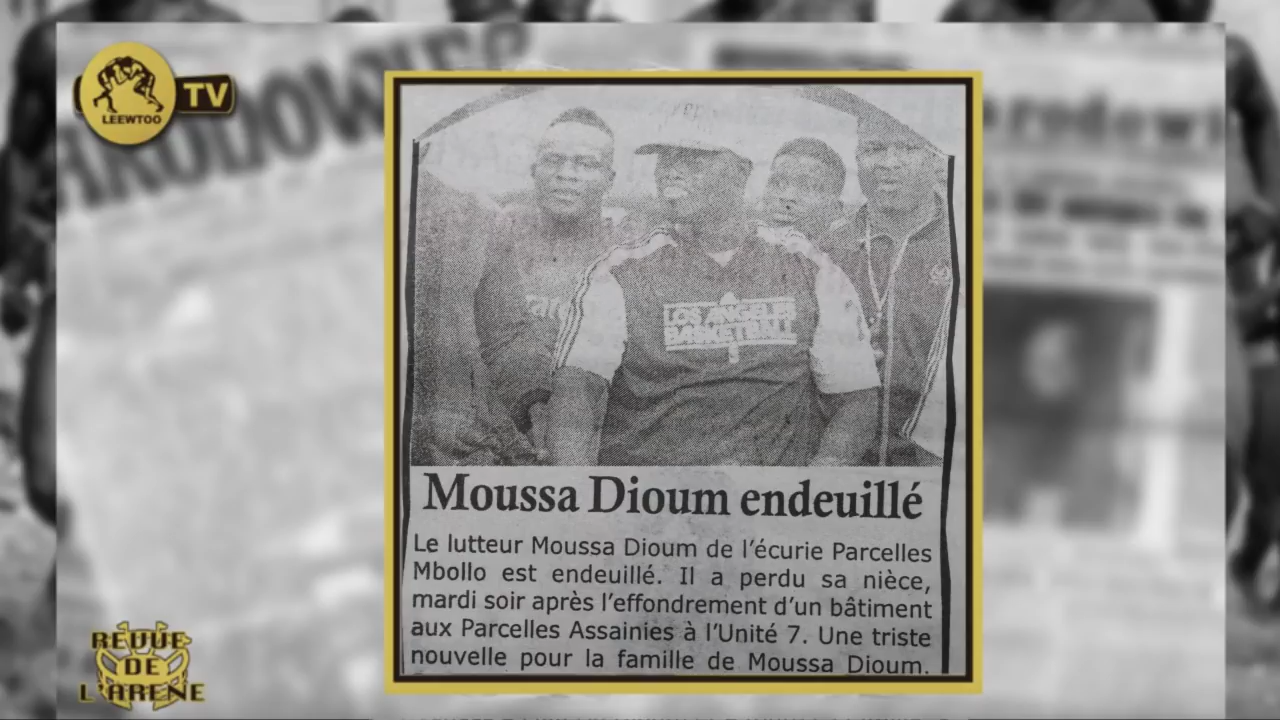 LEEWTOO
TV
LOS ANGELES
BASKETBALL
Moussa Dioum endeuillé
Le lutteur Moussa Dioum de l'écurie Parcelles
Mbollo est endeuillé. Il a perdu sa nièce,
mardi soir après l'effondrement d'un bâtiment
aux Parcelles Assainies à l'Unité 7. Une triste
nouvelle pour la famille de Moussa Dioum.
REVUE
DE
L'ARENE